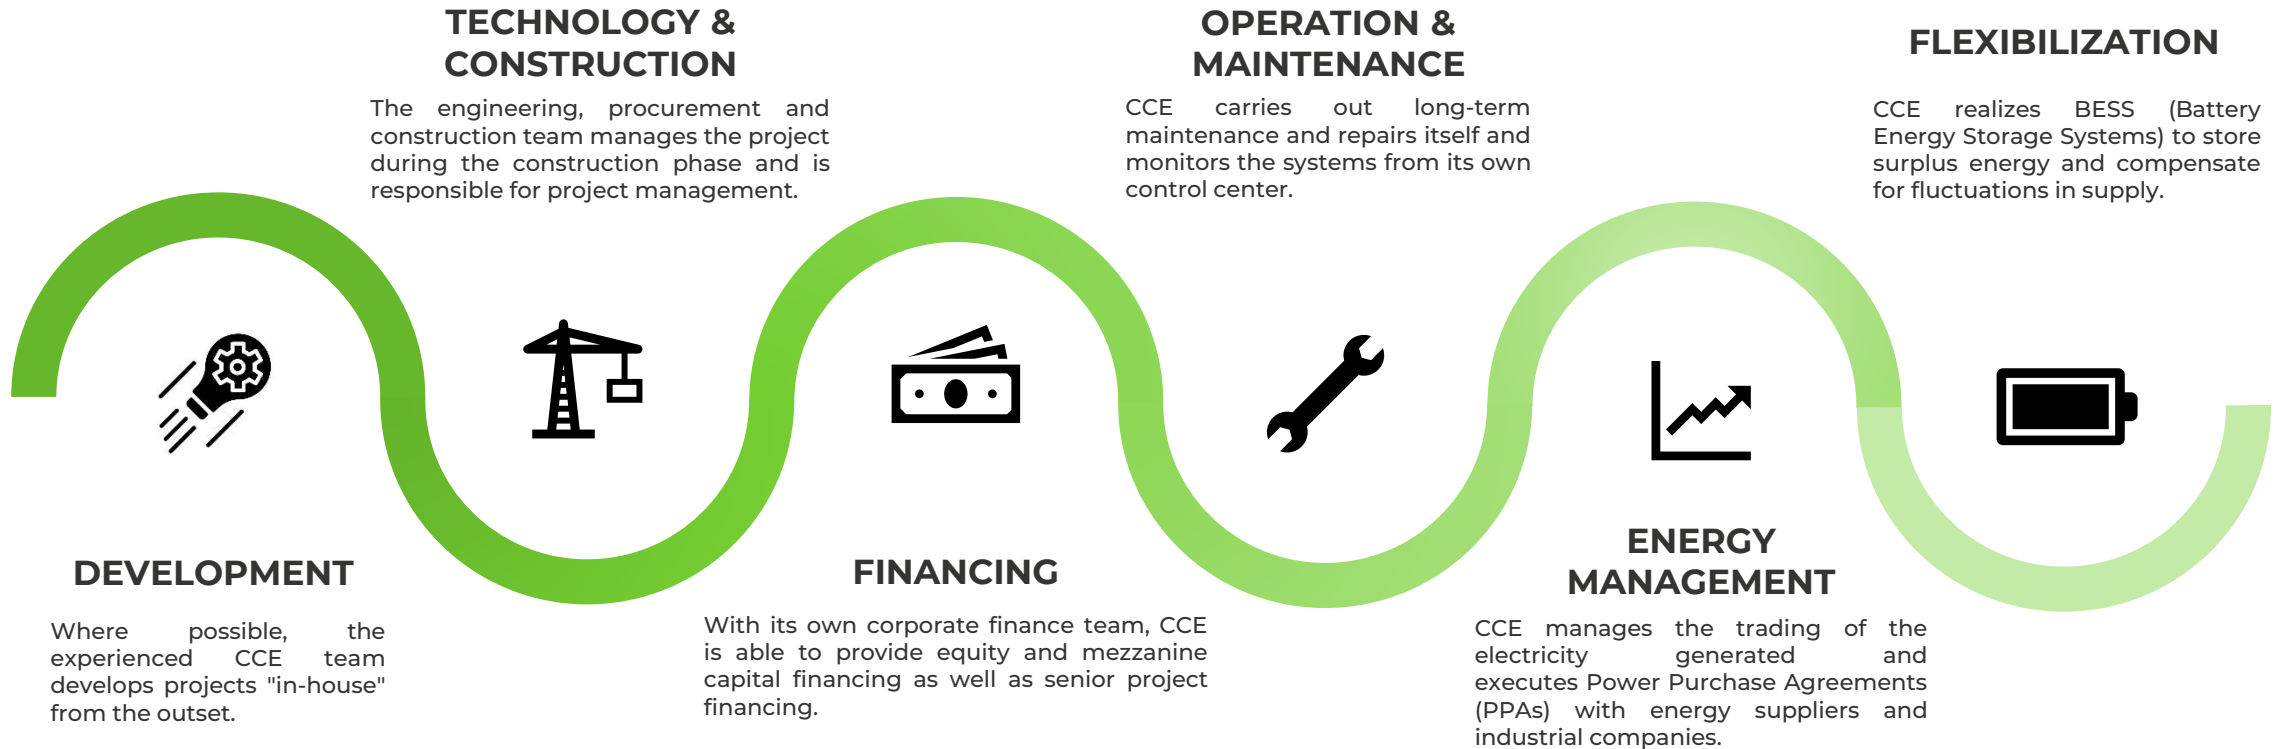 TECHNOLOGY &
CONSTRUCTION
The engineering, procurement and
construction team manages the project
during the construction phase and is
responsible for project management.
OPERATION &
MAINTENANCE
CCE carries out long-term
maintenance and repairs itself and
monitors the systems from its own
control center.
FLEXIBILIZATION
CCE realizes BESS (Battery
Energy Storage Systems) to store
surplus energy and compensate
for fluctuations in supply.
DEVELOPMENT
Where possible, the
experienced CCE team
develops projects "in-house"
from the outset.
FINANCING
With its own corporate finance team, CCE
is able to provide equity and mezzanine
capital financing as well as senior project
financing.
ENERGY
MANAGEMENT
CCE manages the trading of the
electricity generated and
executes Power Purchase Agreements
(PPAs) with energy suppliers and
industrial companies.